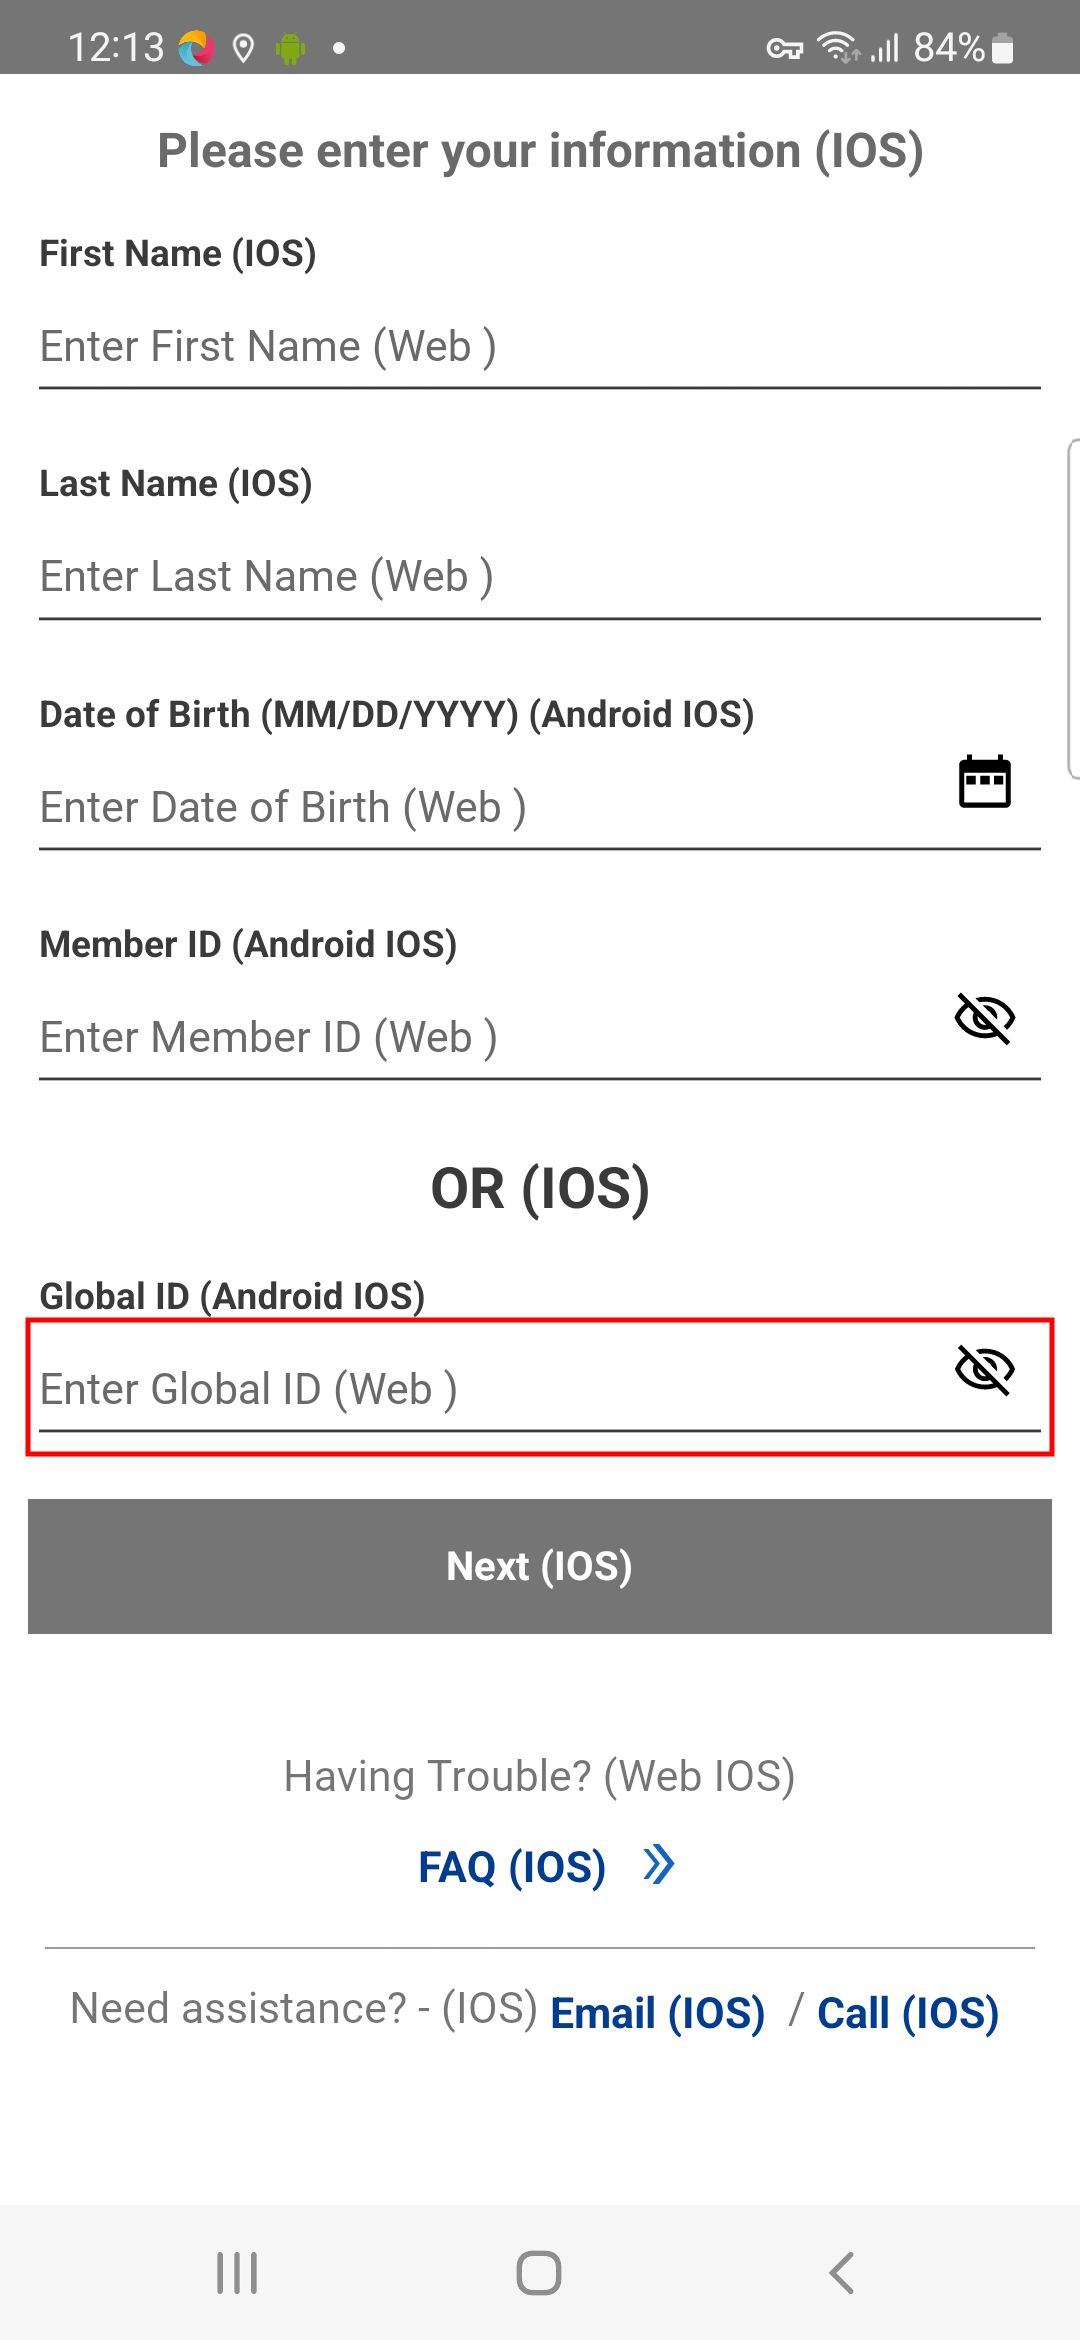 12:13 84%
Please enter your information (IOS)
First Name (IOS)
Enter First Name (Web )
Last Name (IOS)
Enter Last Name (Web )
Date of Birth (MM/DD/YYYY) (Android IOS)
Enter Date of Birth (Web )
Member ID (Android IOS)
Enter Member ID (Web )
OR (IOS)
Global ID (Android IOS)
Enter Global ID (Web )
Next (IOS)
Having Trouble? (Web IOS)
FAQ (IOS)
Need assistance? - (IOS) Email (IOS) / Call (IOS)